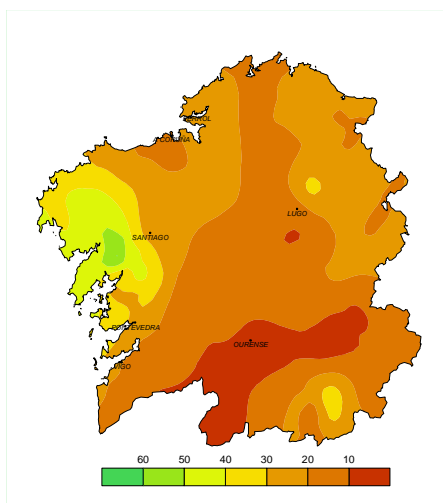 FERROL
A CORUÑA
LUGO
SANTIAGO
PONTEVEDRA
OURENSE
VIGO
60 50 40 30 20 10